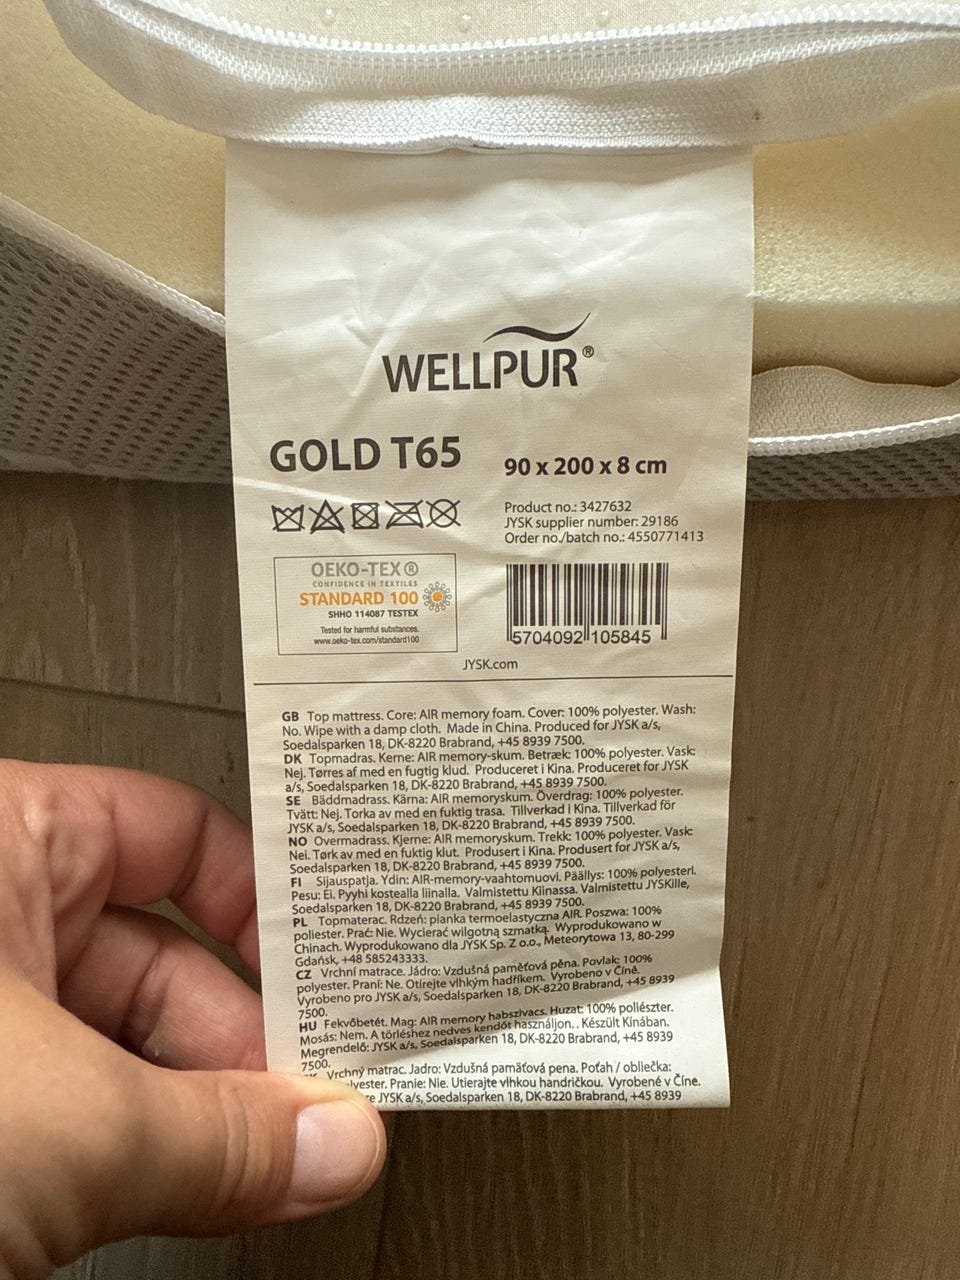 WELLPUR®
GOLD T65
90 x 200 x 8 cm
Product no.: 3427632
JYSK supplier number: 29186
Order no./batch no.: 4550771413
OEKO-TEX®
CONFIDENCE IN TEXTILES
STANDARD 100
SHHO 114087 TESTEX
Tested for harmful substances.
www.oeko-tex.com/standard100
5704092 105845
JYSK.com
GB Top mattress. Core: AIR memory foam. Cover: 100% polyester. Wash:
No. Wipe with a damp cloth. Made in China. Produced for JYSK a/s,
Soedalsparken 18, DK-8220 Brabrand, +45 8939 7500.
DK Topmadras. Kerne: AIR memory-skum. Betræk: 100% polyester. Vask:
Nej. Tørres af med en fugtig klud. Produceret i Kina. Produceret for JYSK
a/s, Soedalsparken 18, DK-8220 Brabrand, +45 8939 7500.
SE Bäddmadrass. Kärna: AIR memoryskum. Överdrag: 100% polyester.
Tvätt: Nej. Torka av med en fuktig trasa. Tillverkad i Kina. Tillverkad för
JYSK a/s, Soedalsparken 18, DK-8220 Brabrand, +45 8939 7500.
NO Overmadrass. Kjerne: AIR memoryskum. Trekk: 100% polyester. Vask:
Nei. Tørk av med en fuktig klut. Produsert i Kina. Produsert for JYSK a/s,
Soedalsparken 18, DK-8220 Brabrand, +45 8939 7500.
FI Sijauspatja. Ydin: AIR-memory-vaahtomuovi. Päällys: 100% polyesteri.
Pesu: Ei. Pyyhi kostealla liinalla. Valmistettu Kiinassa. Valmistettu JYSKille,
Soedalsparken 18, DK-8220 Brabrand, +45 8939 7500.
PL Topmaterac. Rdzeń: pianka termoelastyczna AIR. Poszwa: 100%
poliester. Prać: Nie. Wycierać wilgotną szmatką. Wyprodukowano w
Chinach. Wyprodukowano dla JYSK Sp. Z o.o., Meteorytowa 13, 80-299
Gdańsk, +48 585243333.
CZ Vrchní matrace. Jádro: Vzdušná paměťová pěna. Povlak: 100%
polyester. Praní: Ne. Otírejte vlhkým hadříkem. Vyrobeno v Číně.
Vyrobeno pro JYSK a/s, Soedalsparken 18, DK-8220 Brabrand, +45 8939
7500.
HU Fekvőbetét. Mag: AIR memory habszivacs. Huzat: 100% poliészter.
Mosás: Nem. A törléshez nedves kendőt használjon. . Készült Kínában.
Megrendelő: JYSK a/s, Soedalsparken 18, DK-8220 Brabrand, +45 8939
7500.
Vrchný matrac. Jadro: Vzdušná pamäťová pena. Poťah / obliečka:
Pranie: Nie. Utierajte vlhkou handričkou. Vyrobené v Číne.
JYSK a/s, Soedalsparken 18, DK-8220 Brabrand, +45 8939